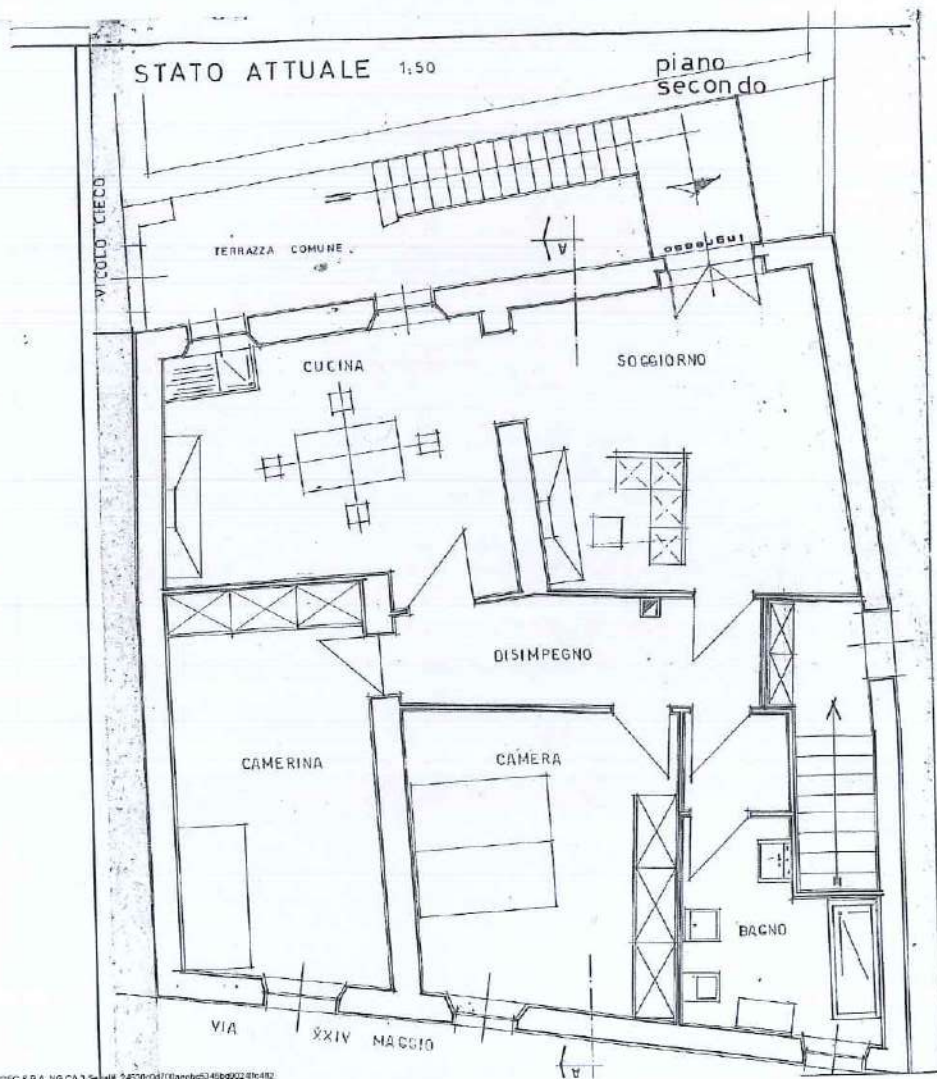 STATO ATTUALE 1:50
piano
secondo
VICOLO CIECO
TERRAZZA COMUNE
A
Ingresso
CUCINA
SOGGIORNO
DISIMPEGNO
CAMERINA
CAMERA
BAGNO
VIA XXIV MAGGIO
A